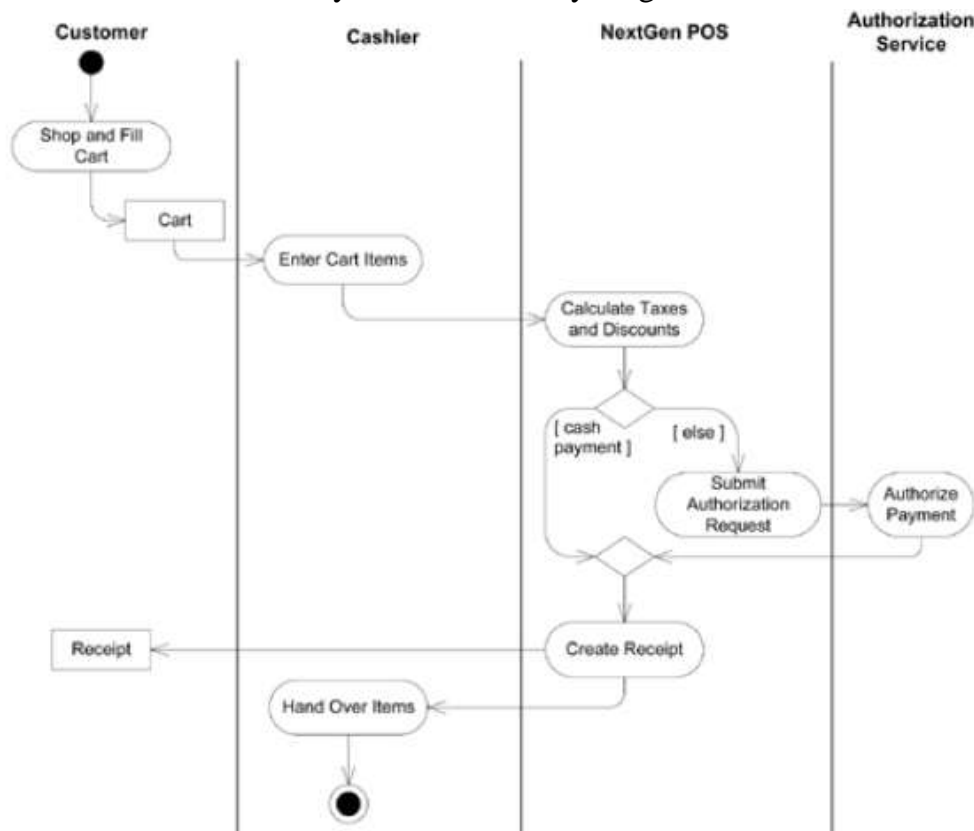 Customer
Cashier
NextGen POS
Authorization
Service
Shop and Fill
Cart
Cart
Enter Cart Items
Calculate Taxes
and Discounts
[ cash
payment ]
[ else ]
Submit
Authorization
Request
Authorize
Payment
Receipt
Create Receipt
Hand Over Items